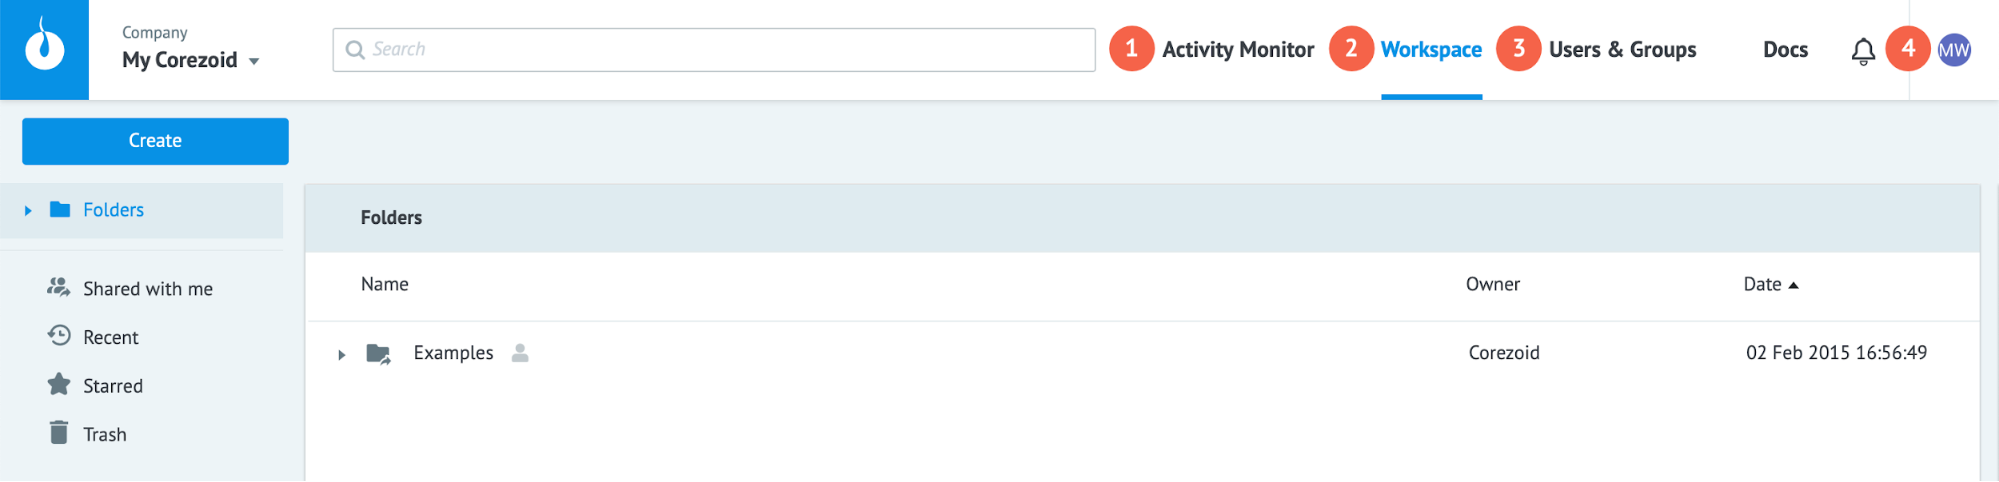 Company
My Corezoid
Search
1 Activity Monitor 2 Workspace 3 Users & Groups Docs 4 MW
Create
Folders
Shared with me
Recent
Starred
Trash
Folders
Name Owner Date
Examples Corezoid 02 Feb 2015 16:56:49